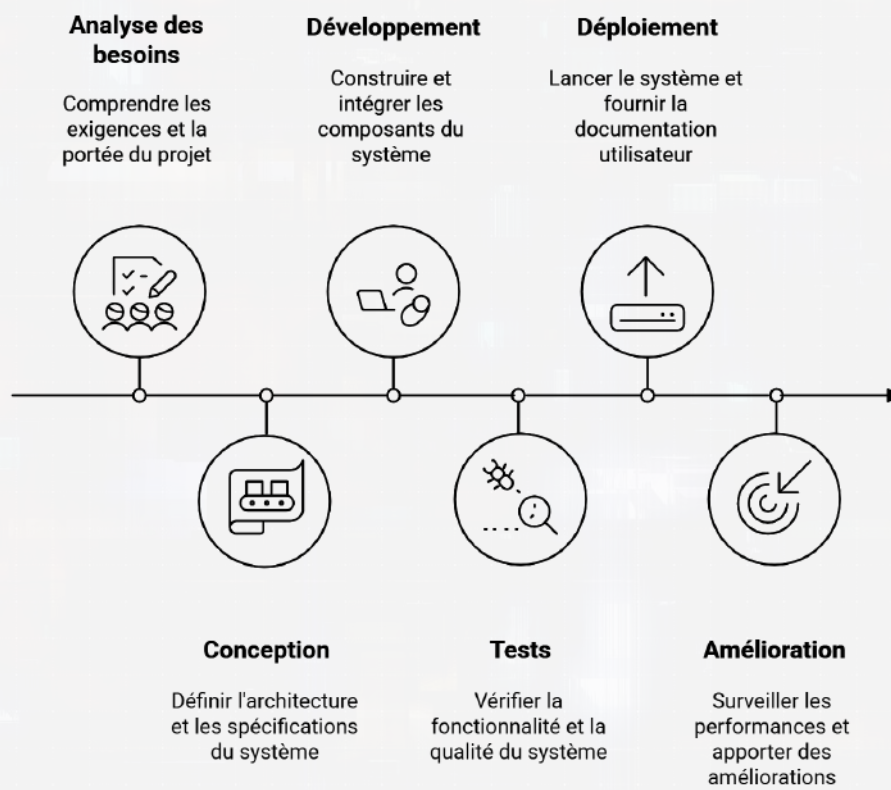 Analyse des
besoins
Comprendre les
exigences et la
portée du projet
Développement
Construire et
intégrer les
composants du
système
Déploiement
Lancer le système et
fournir la
documentation
utilisateur
Conception
Définir l'architecture
et les spécifications
du système
Tests
Vérifier la
fonctionnalité et la
qualité du système
Amélioration
Surveiller les
performances et
apporter des
améliorations